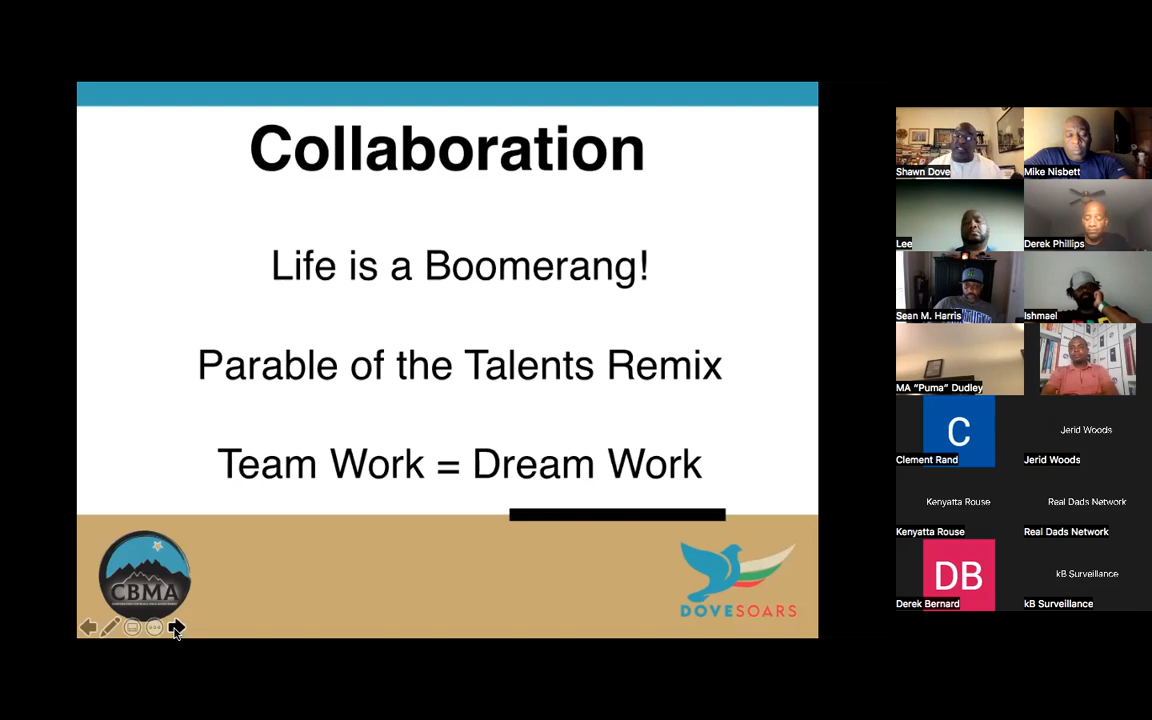 Collaboration
Life is a Boomerang!
Parable of the Talents Remix
Team Work = Dream Work
CBMA
DOVESOARS
Shawn Dove
Mike Nisbett
Lee
Derek Phillips
Sean M. Harris
Ishmael
MA “Puma” Dudley
C
Clement Rand
Jerid Woods
Jerid Woods
Kenyatta Rouse
Kenyatta Rouse
Real Dads Network
Real Dads Network
DB
Derek Bernard
kB Surveillance
kB Surveillance